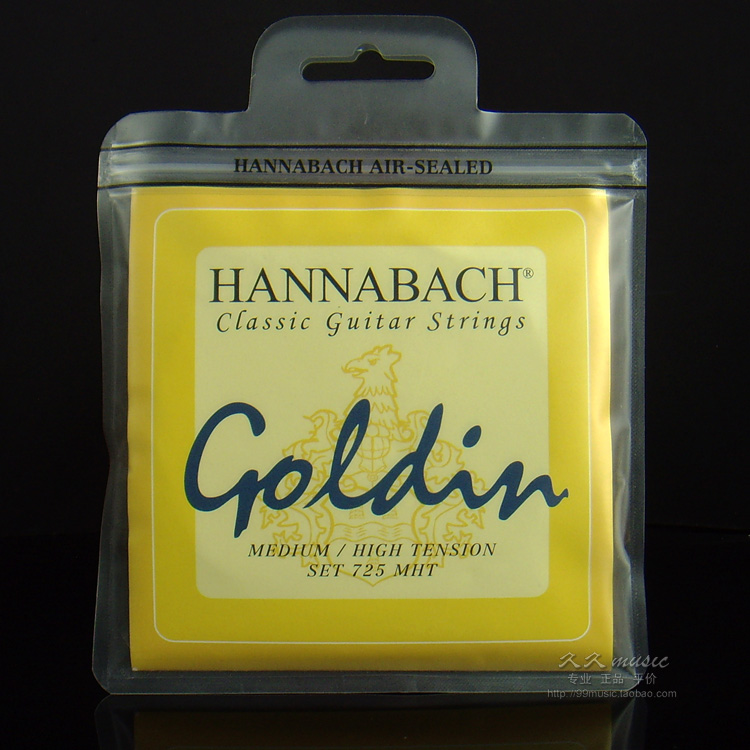 HANNABACH AIR-SEALED
HANNABACH®
Classic Guitar Strings
Goldin
MEDIUM / HIGH TENSION
SET 725 MHT
久久music
专业 正品 平价
http://99music.taobao.com